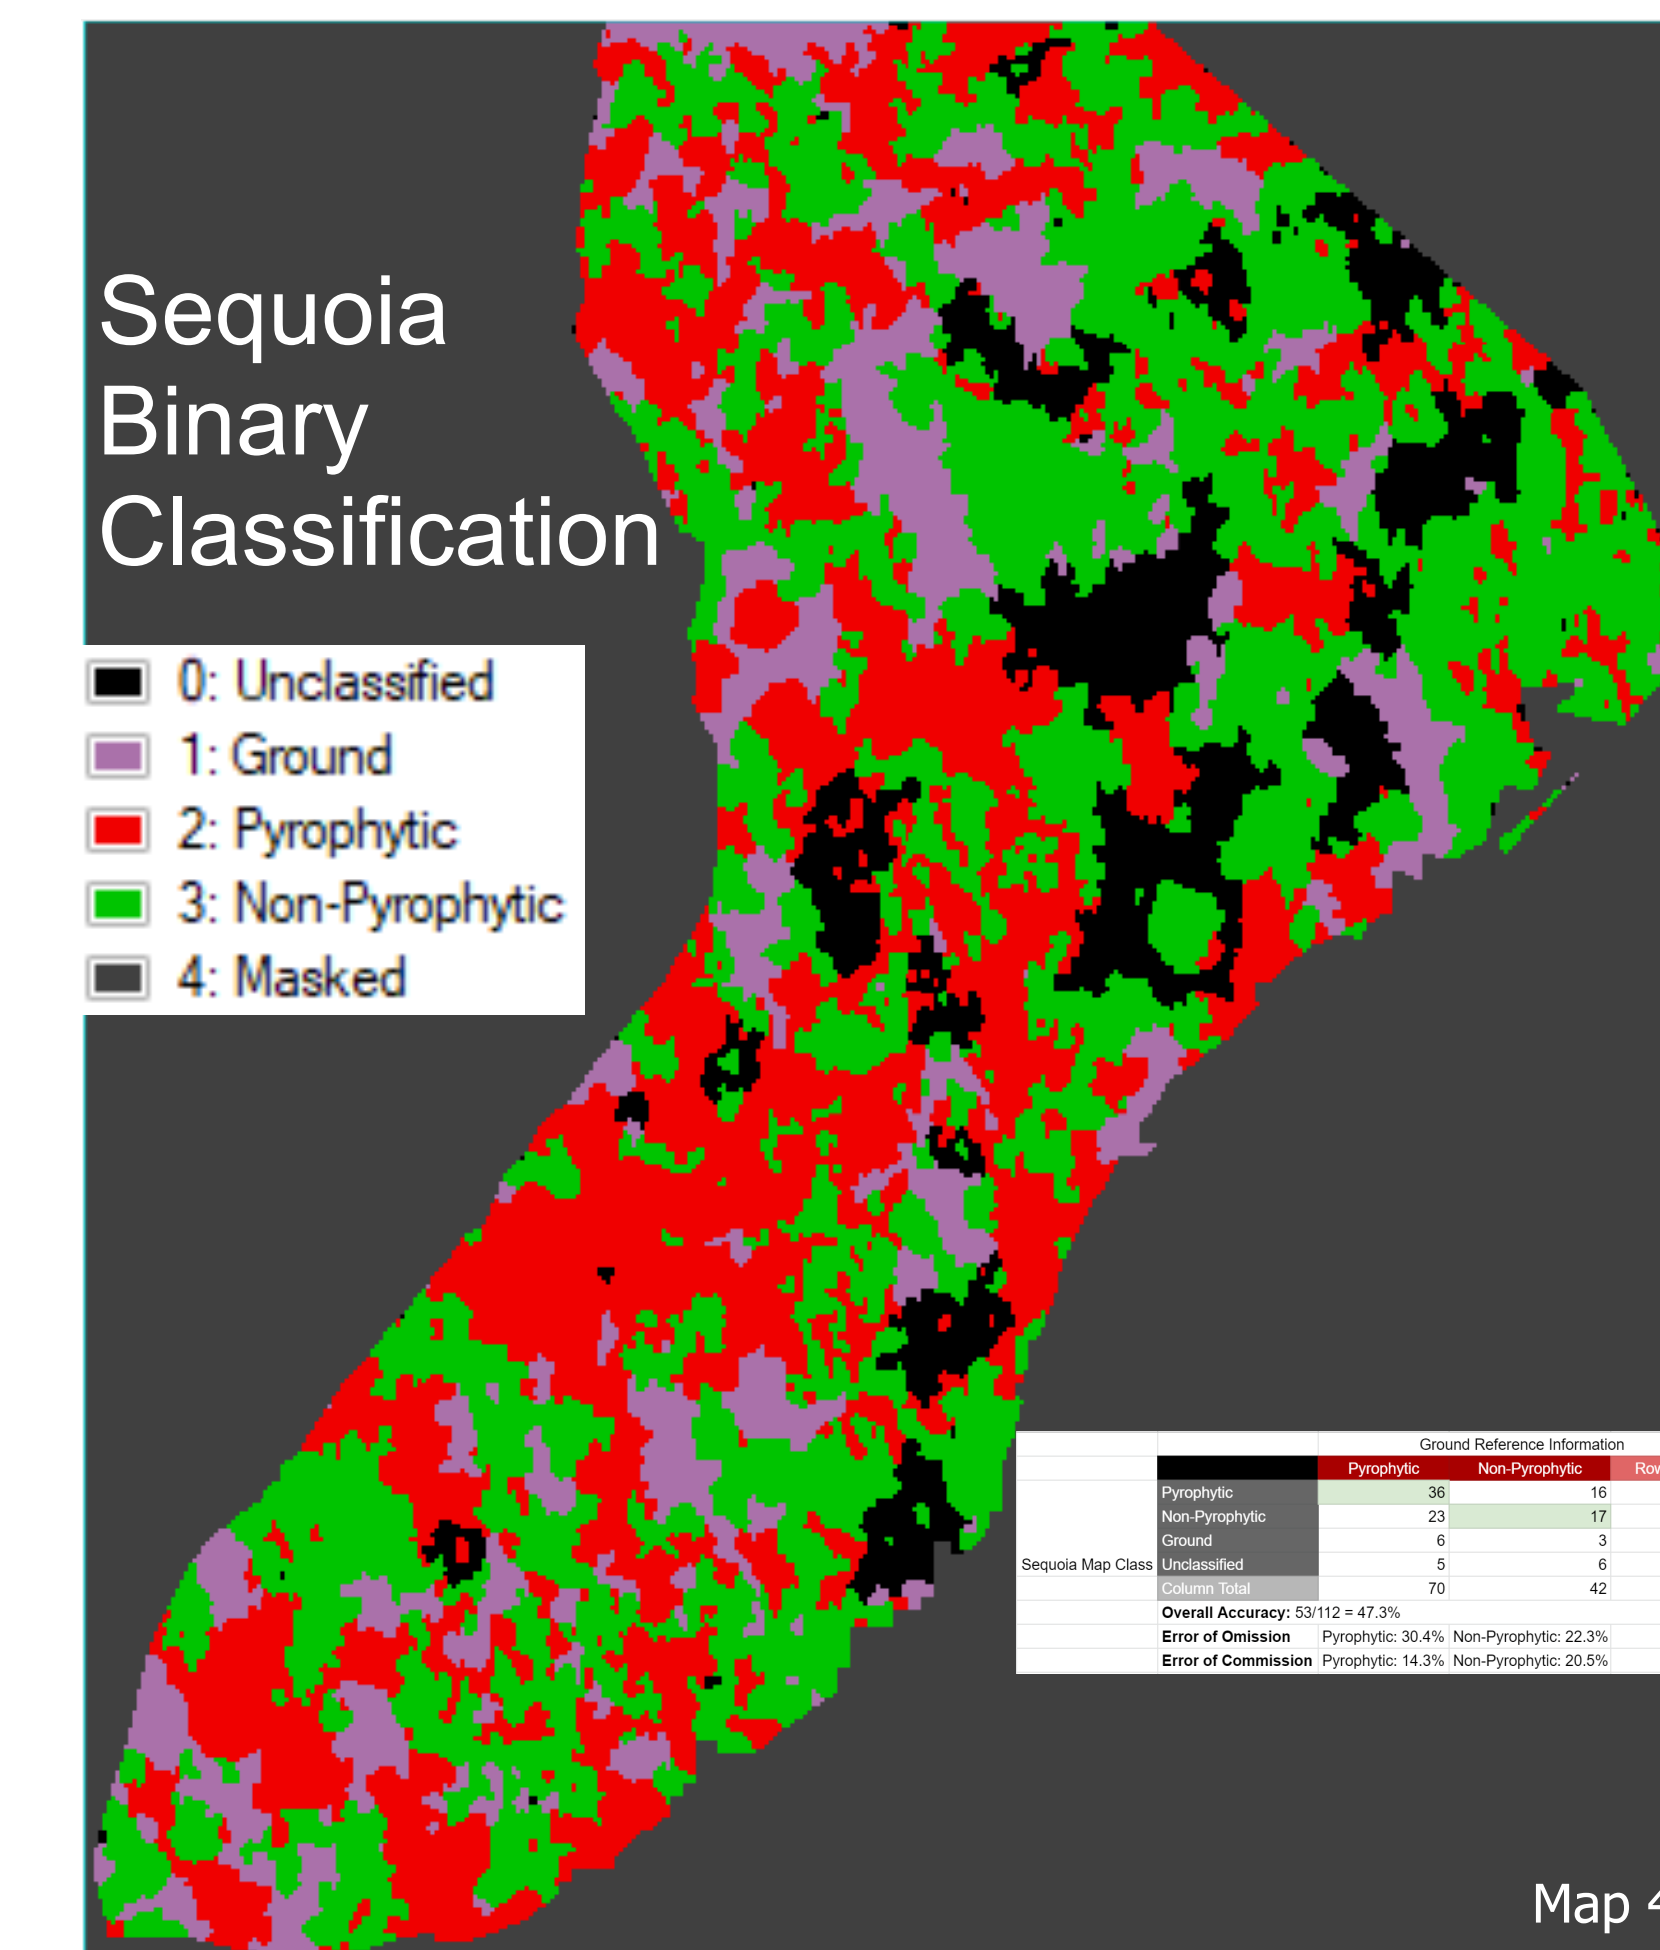 Sequoia
Binary
Classification
0: Unclassified
1: Ground
2: Pyrophytic
3: Non-Pyrophytic
4: Masked
Ground Reference Information
Pyrophytic Non-Pyrophytic Row
Pyrophytic 36 16
Non-Pyrophytic 23 17
Ground 6 3
Sequoia Map Class Unclassified 5 6
Column Total 70 42
Overall Accuracy: 53/112 = 47.3%
Error of Omission Pyrophytic: 30.4% Non-Pyrophytic: 22.3%
Error of Commission Pyrophytic: 14.3% Non-Pyrophytic: 20.5%
Map 4